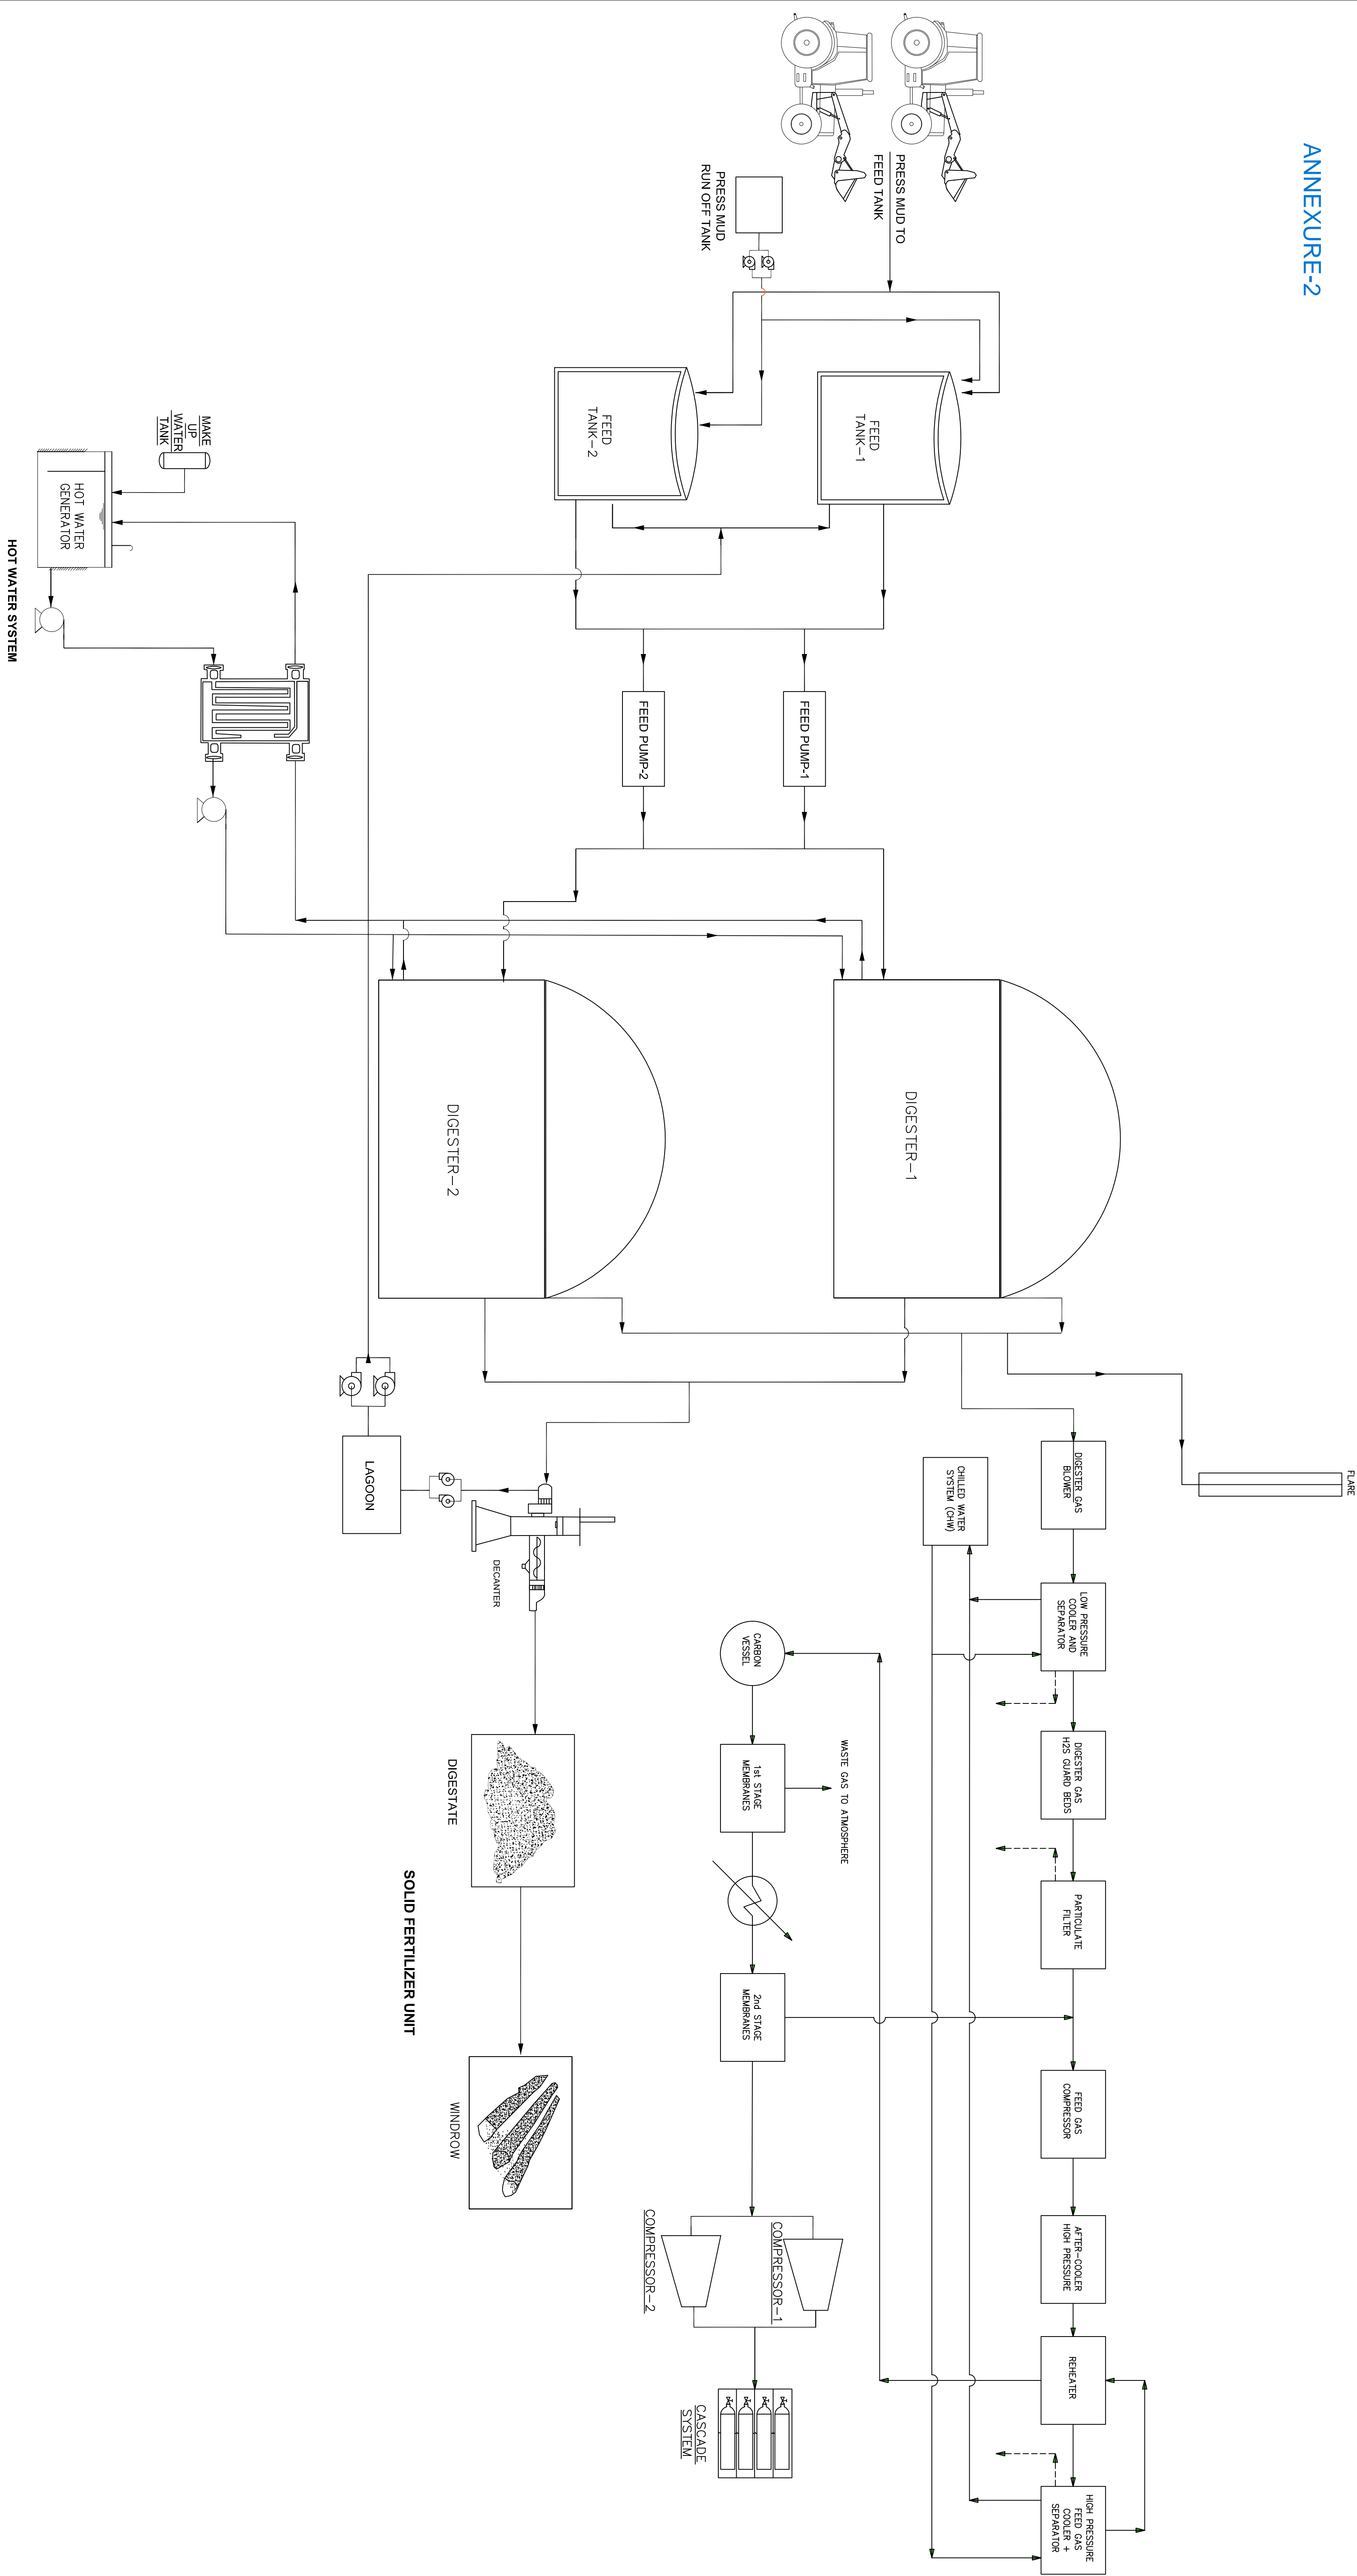 ANNEXURE-2
PRESS MUD TO
FEED TANK
PRESS MUD
RUN OFF TANK
FEED
TANK-1
FEED
TANK-2
MAKE
UP
WATER
TANK
HOT WATER
GENERATOR
HOT WATER SYSTEM
FEED PUMP-1
FEED PUMP-2
DIGESTER-1
DIGESTER-2
FLARE
DIGESTER GAS
BLOWER
CHILLED WATER
SYSTEM (CHW)
LOW PRESSURE
COOLER AND
SEPARATOR
DIGESTER GAS
H2S GUARD BEDS
PARTICULATE
FILTER
FEED GAS
COMPRESSOR
AFTER-COOLER
HIGH PRESSURE
REHEATER
HIGH PRESSURE
FEED GAS
COOLER +
SEPARATOR
CARBON
VESSEL
1st STAGE
MEMBRANES
WASTE GAS TO ATMOSPHERE
2nd STAGE
MEMBRANES
COMPRESSOR-1
COMPRESSOR-2
CASCADE
SYSTEM
LAGOON
DECANTER
DIGESTATE
WINDROW
SOLID FERTILIZER UNIT